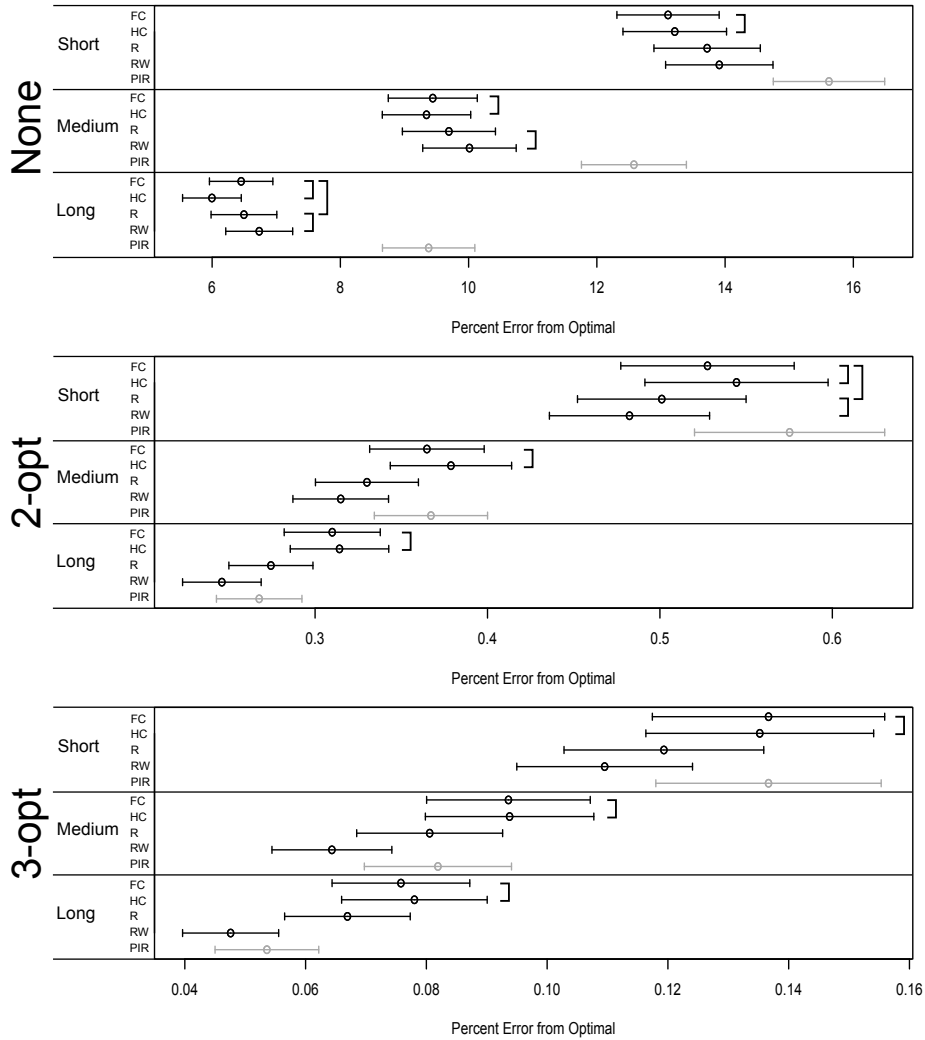 None
Short
FC
HC
R
RW
PIR
Medium
FC
HC
R
RW
PIR
Long
FC
HC
R
RW
PIR
6 8 10 12 14 16
Percent Error from Optimal
2-opt
Short
FC
HC
R
RW
PIR
Medium
FC
HC
R
RW
PIR
Long
FC
HC
R
RW
PIR
0.3 0.4 0.5 0.6
Percent Error from Optimal
3-opt
Short
FC
HC
R
RW
PIR
Medium
FC
HC
R
RW
PIR
Long
FC
HC
R
RW
PIR
0.04 0.06 0.08 0.10 0.12 0.14 0.16
Percent Error from Optimal